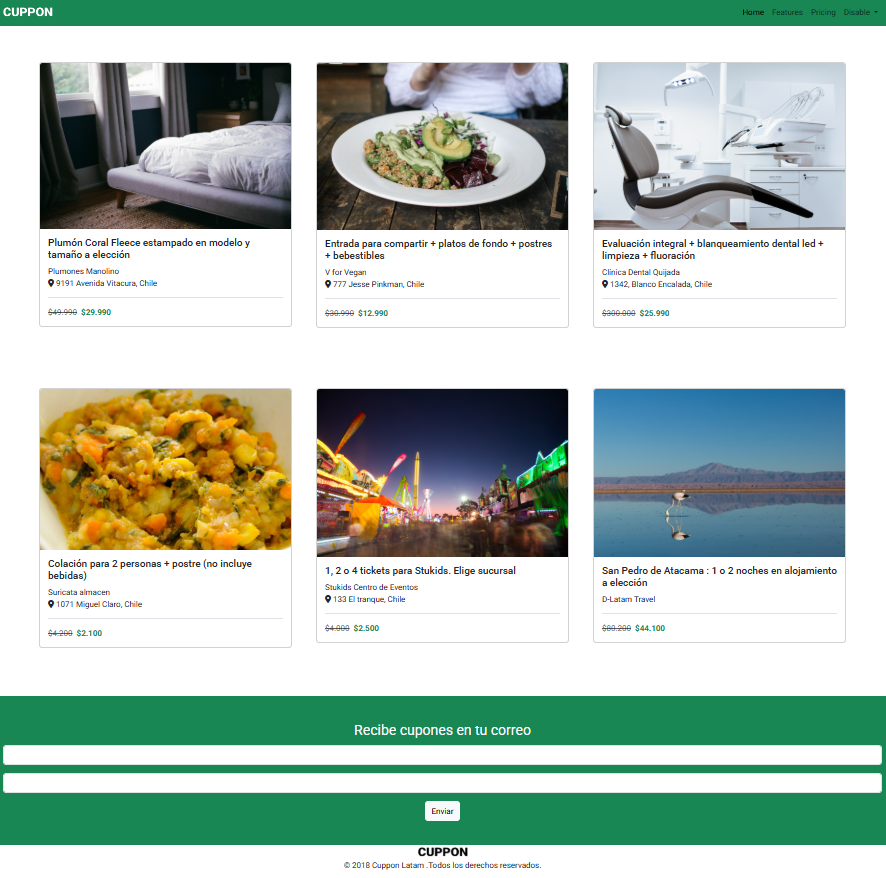 CUPPON
Home Features Pricing Disable
Plumón Coral Fleece estampado en modelo y
tamaño a elección
Plumones Manolino
9191 Avenida Vitacura, Chile
$49.990 $29.990
Entrada para compartir + platos de fondo + postres
+ bebestibles
V for Vegan
777 Jesse Pinkman, Chile
$30.990 $12.990
Evaluación integral + blanqueamiento dental led +
limpieza + fluoración
Clínica Dental Quijada
1342, Blanco Encalada, Chile
$300.000 $25.990
Colación para 2 personas + postre (no incluye
bebidas)
Suricata almacen
1071 Miguel Claro, Chile
$4.200 $2.100
1, 2 o 4 tickets para Stukids. Elige sucursal
Stukids Centro de Eventos
133 El tranque, Chile
$4.000 $2.500
San Pedro de Atacama : 1 o 2 noches en alojamiento
a elección
D-Latam Travel
$80.200 $44.100
Recibe cupones en tu correo
Enviar
CUPPON
© 2018 Cuppon Latam .Todos los derechos reservados.